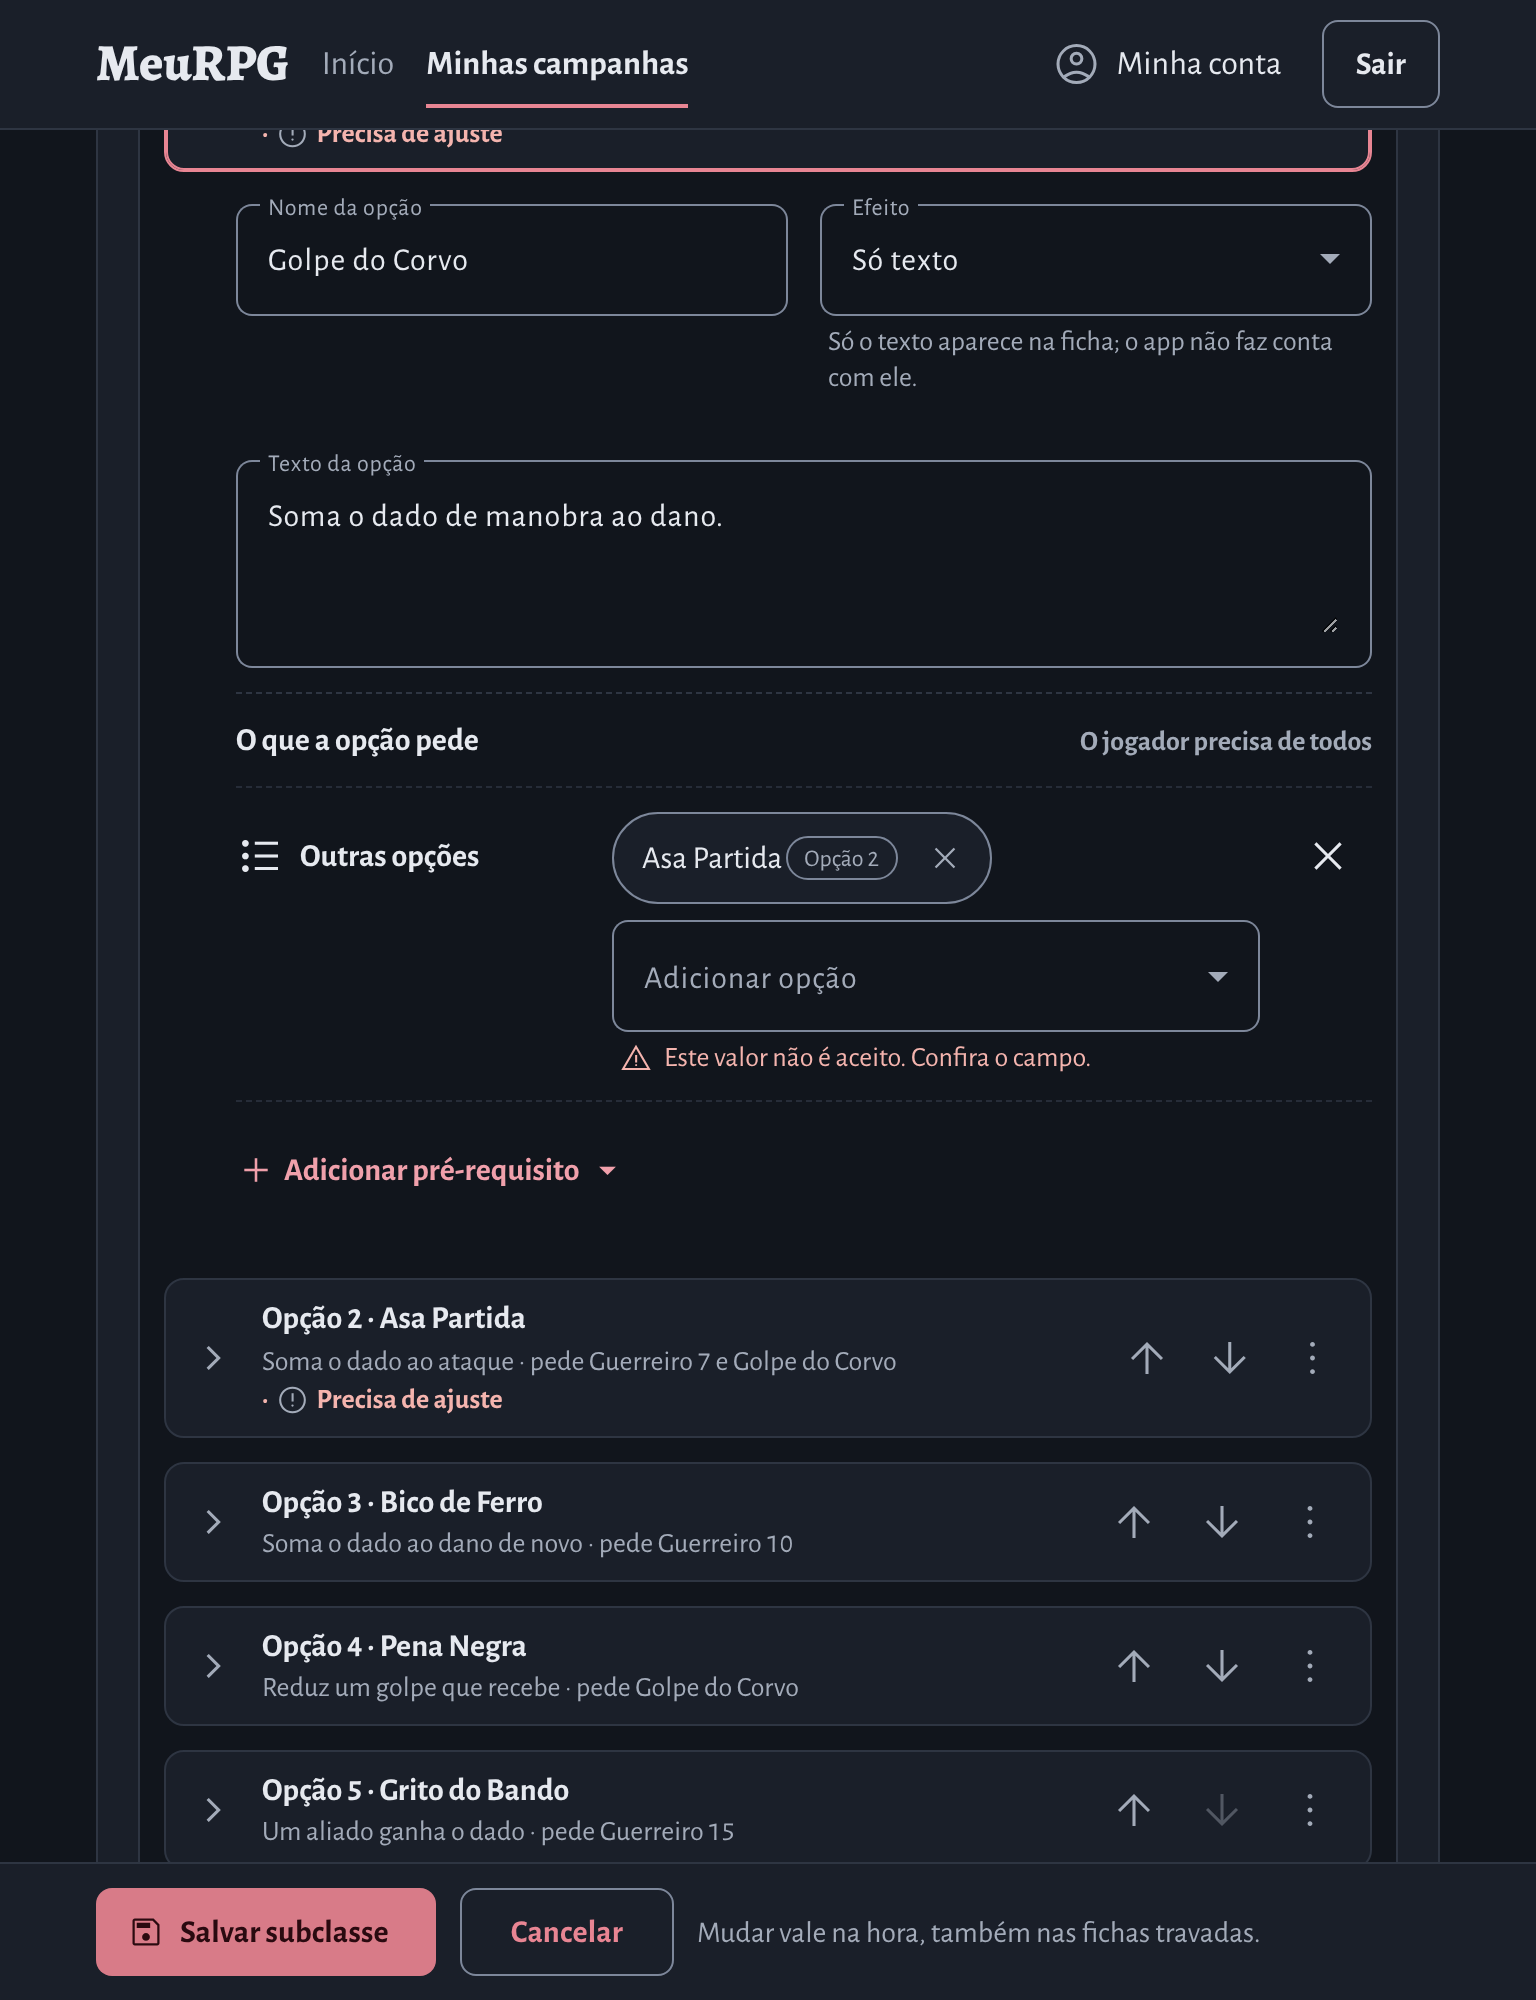 MeuRPG Início Minhas campanhas Minha conta Sair
· Precisa de ajuste
Nome da opção
Golpe do Corvo
Efeito
Só texto
Só o texto aparece na ficha; o app não faz conta
com ele.
Texto da opção
Soma o dado de manobra ao dano.
O que a opção pede O jogador precisa de todos
Outras opções
Asa Partida Opção 2
Adicionar opção
Este valor não é aceito. Confira o campo.
Adicionar pré-requisito
Opção 2 · Asa Partida
Soma o dado ao ataque · pede Guerreiro 7 e Golpe do Corvo
· Precisa de ajuste
Opção 3 · Bico de Ferro
Soma o dado ao dano de novo · pede Guerreiro 10
Opção 4 · Pena Negra
Reduz um golpe que recebe · pede Golpe do Corvo
Opção 5 · Grito do Bando
Um aliado ganha o dado · pede Guerreiro 15
Salvar subclasse Cancelar Mudar vale na hora, também nas fichas travadas.